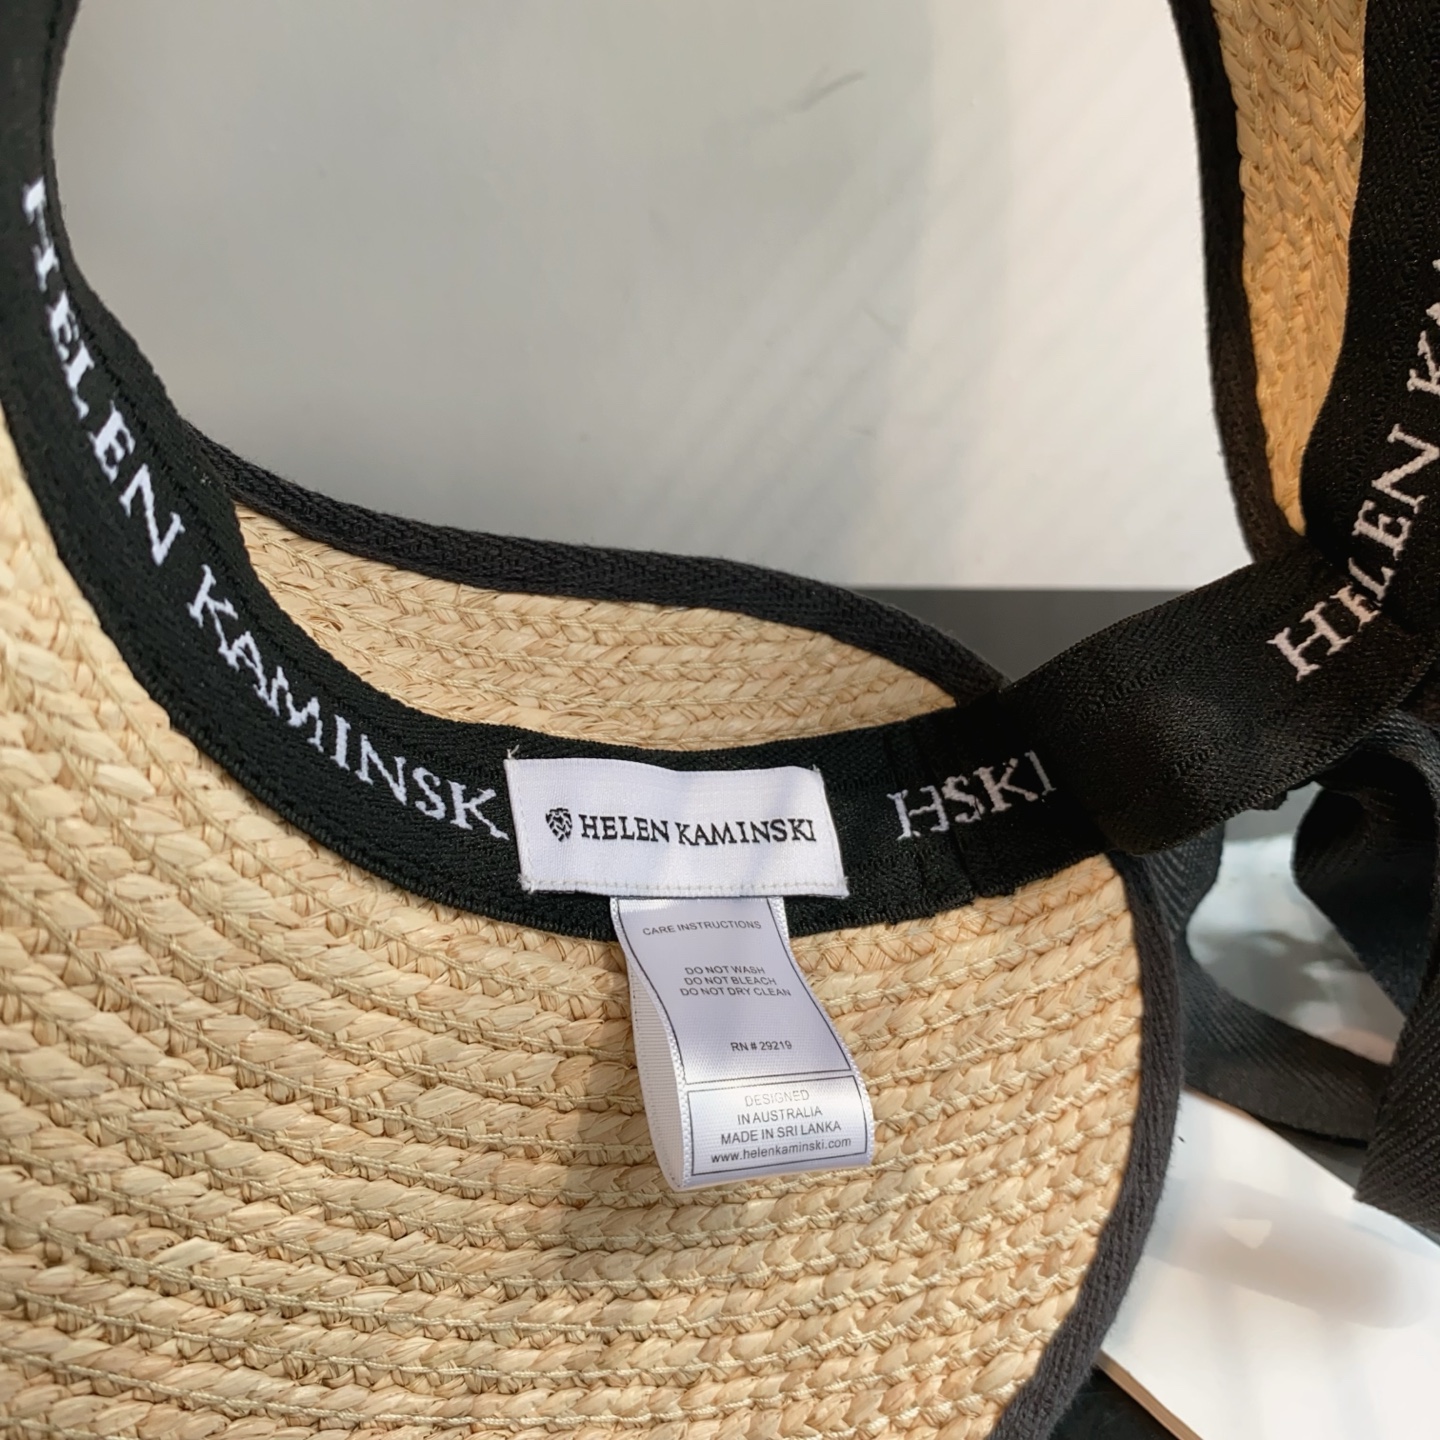 HELEN KAMINSK
HELEN KAMINSKI
HSKI
HILEN KA
CARE INSTRUCTIONS
DO NOT WASH
DO NOT BLEACH
DO NOT DRY CLEAN
RN # 29219
DESIGNED
IN AUSTRALIA
MADE IN SRI LANKA
www.helenkaminski.com